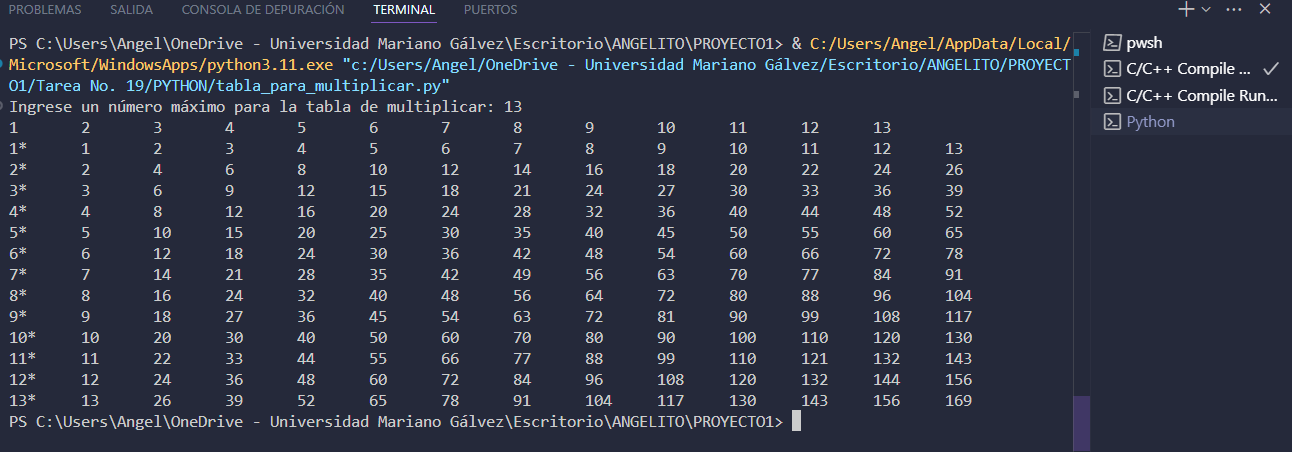 PROBLEMAS SALIDA CONSOLA DE DEPURACIÓN TERMINAL PUERTOS
PS C:\Users\Angel\OneDrive - Universidad Mariano Gálvez\Escritorio\ANGELITO\PROYECTO1> & C:/Users/Angel/AppData/Local/
Microsoft/WindowsApps/python3.11.exe "c:/Users/Angel/OneDrive - Universidad Mariano Gálvez/Escritorio/ANGELITO/PROYECT
O1/Tarea No. 19/PYTHON/tabla_para_multiplicar.py"
Ingrese un número máximo para la tabla de multiplicar: 13
1 2 3 4 5 6 7 8 9 10 11 12 13
1* 1 2 3 4 5 6 7 8 9 10 11 12 13
2* 2 4 6 8 10 12 14 16 18 20 22 24 26
3* 3 6 9 12 15 18 21 24 27 30 33 36 39
4* 4 8 12 16 20 24 28 32 36 40 44 48 52
5* 5 10 15 20 25 30 35 40 45 50 55 60 65
6* 6 12 18 24 30 36 42 48 54 60 66 72 78
7* 7 14 21 28 35 42 49 56 63 70 77 84 91
8* 8 16 24 32 40 48 56 64 72 80 88 96 104
9* 9 18 27 36 45 54 63 72 81 90 99 108 117
10* 10 20 30 40 50 60 70 80 90 100 110 120 130
11* 11 22 33 44 55 66 77 88 99 110 121 132 143
12* 12 24 36 48 60 72 84 96 108 120 132 144 156
13* 13 26 39 52 65 78 91 104 117 130 143 156 169
PS C:\Users\Angel\OneDrive - Universidad Mariano Gálvez\Escritorio\ANGELITO\PROYECTO1>
pwsh
C/C++ Compile ...
C/C++ Compile Run...
Python